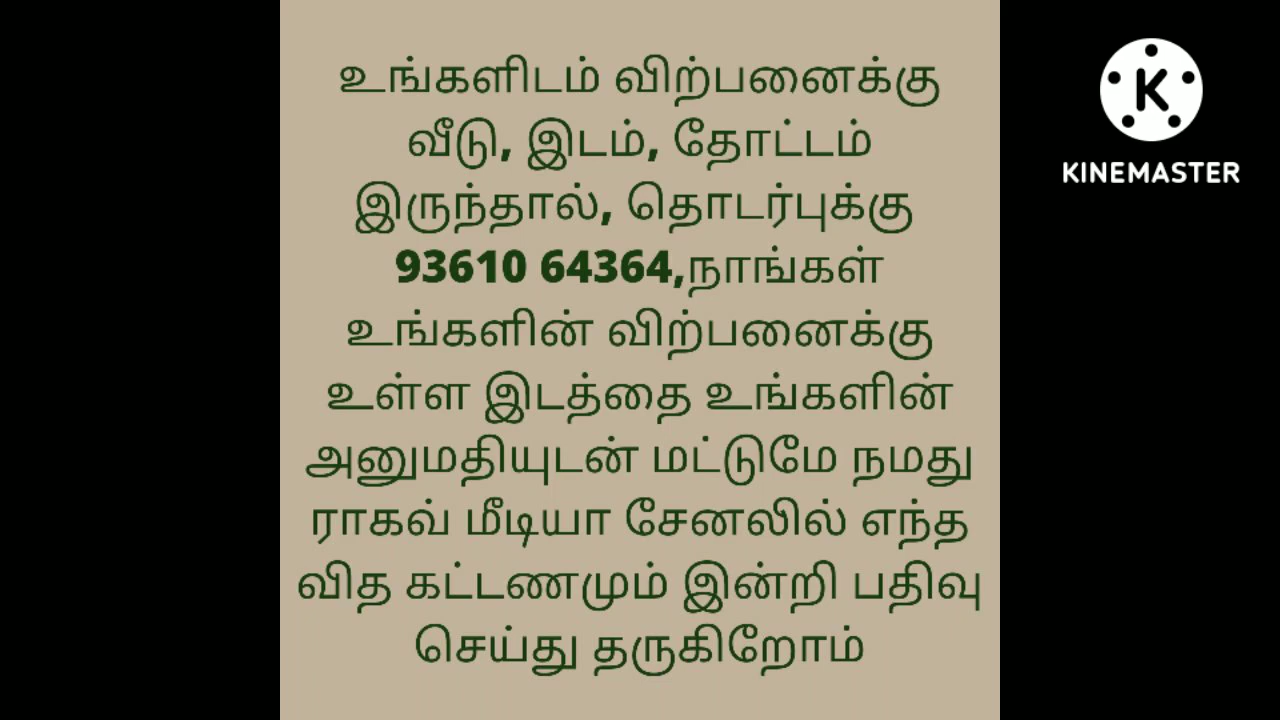 உங்களிடம் விற்பனைக்கு
வீடு, இடம், தோட்டம்
இருந்தால், தொடர்புக்கு
93610 64364,நாங்கள்
உங்களின் விற்பனைக்கு
உள்ள இடத்தை உங்களின்
அனுமதியுடன் மட்டுமே நமது
ராகவ் மீடியா சேனலில் எந்த
வித கட்டணமும் இன்றி பதிவு
செய்து தருகிறோம்
K
KINEMASTER